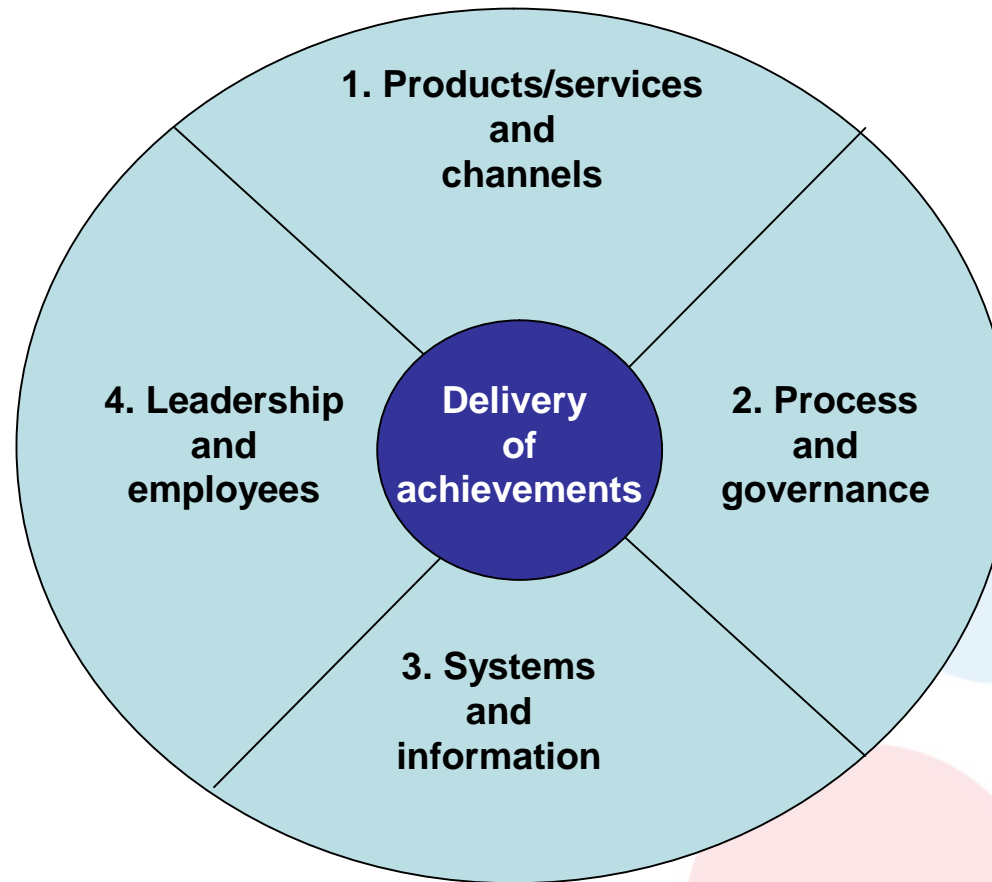 1. Products/services
and
channels
2. Process
and
governance
3. Systems
and
information
4. Leadership
and
employees
Delivery
of
achievements